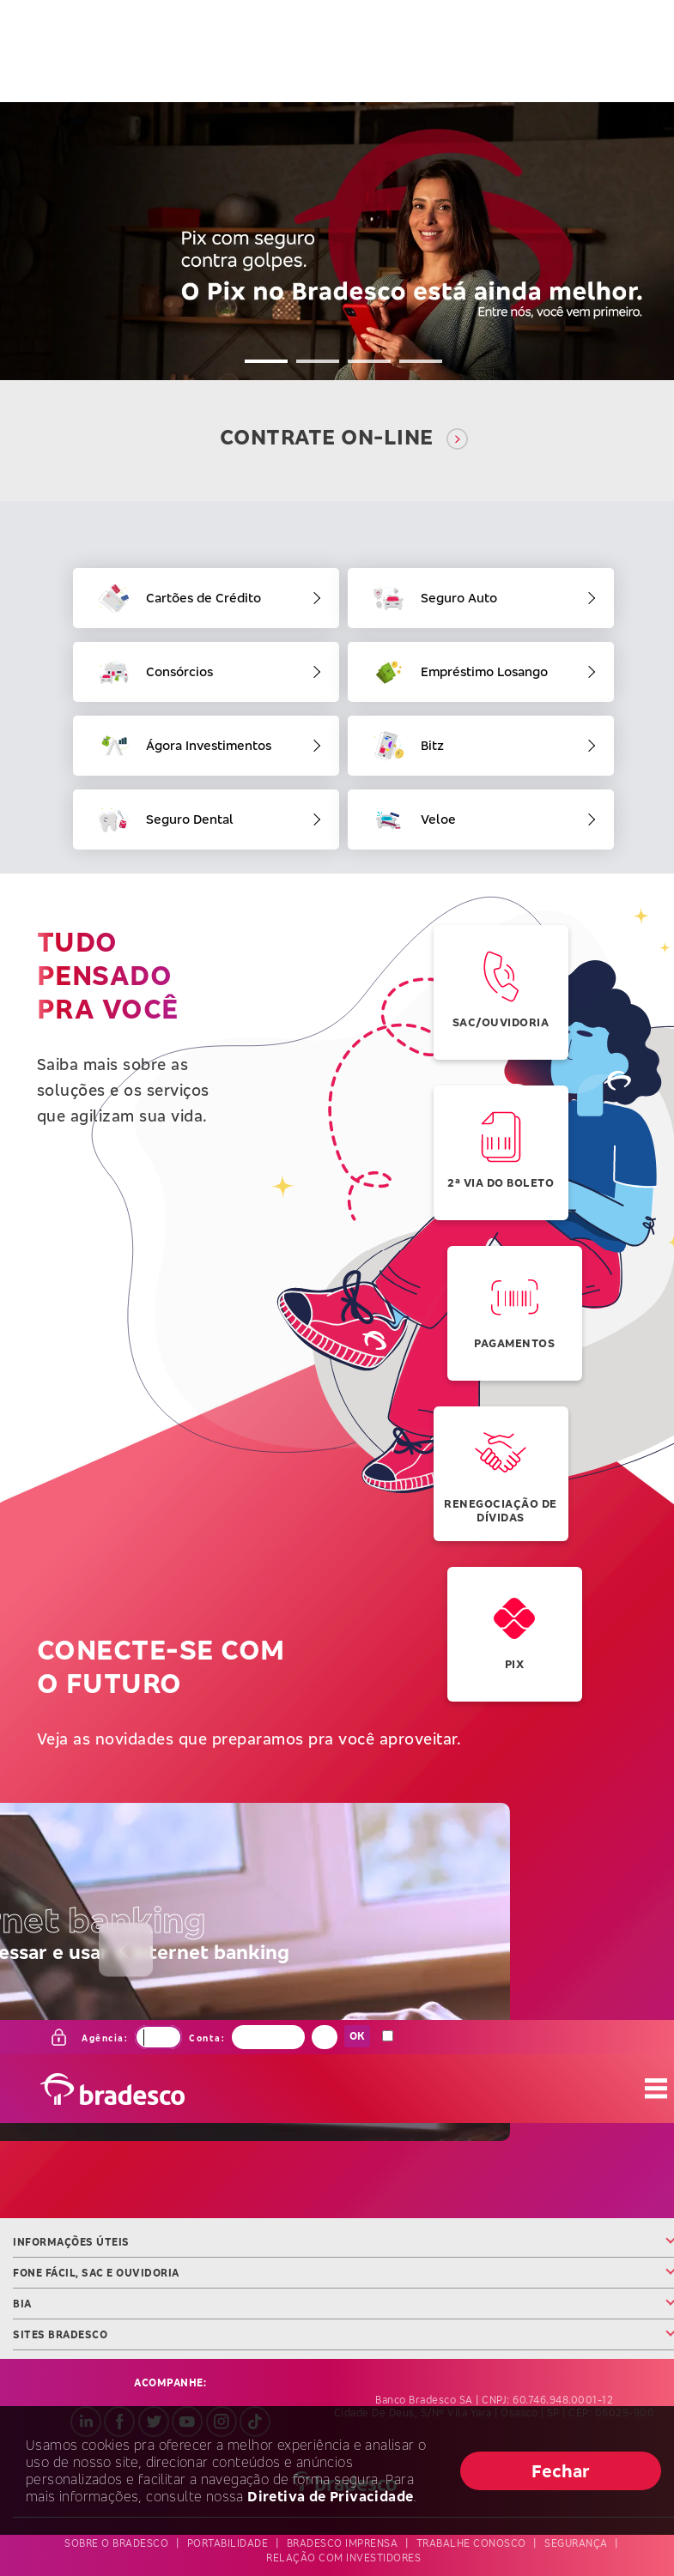 Pix com seguro
contra golpes.
O Pix no Bradesco está ainda melhor.
Entre nós, você vem primeiro.
CONTRATE ON-LINE
Cartões de Crédito
Seguro Auto
Consórcios
Empréstimo Losango
Ágora Investimentos
Bitz
Seguro Dental
Veloe
TUDO
PENSADO
PRA VOCÊ
Saiba mais sobre as
soluções e os serviços
que agilizam sua vida.
SAC/OUVIDORIA
2ª VIA DO BOLETO
PAGAMENTOS
RENEGOCIAÇÃO DE
DÍVIDAS
PIX
CONECTE-SE COM
O FUTURO
Veja as novidades que preparamos pra você aproveitar.
rnet banking
essar e usar
ternet banking
Agência:
Conta:
OK
bradesco
INFORMAÇÕES ÚTEIS
FONE FÁCIL, SAC E OUVIDORIA
BIA
SITES BRADESCO
ACOMPANHE:
Banco Bradesco SA | CNPJ: 60.746.948.0001-12
Cidade De Deus, S/Nº Vila Yara | Osasco | SP | CEP: 06029-900
Usamos cookies pra oferecer a melhor experiência e analisar o
uso de nosso site, direcionar conteúdos e anúncios
personalizados e facilitar a navegação de forma segura. Para
mais informações, consulte nossa Diretiva de Privacidade.
Fechar
bradesco
SOBRE O BRADESCO | PORTABILIDADE | BRADESCO IMPRENSA | TRABALHE CONOSCO | SEGURANÇA |
RELAÇÃO COM INVESTIDORES